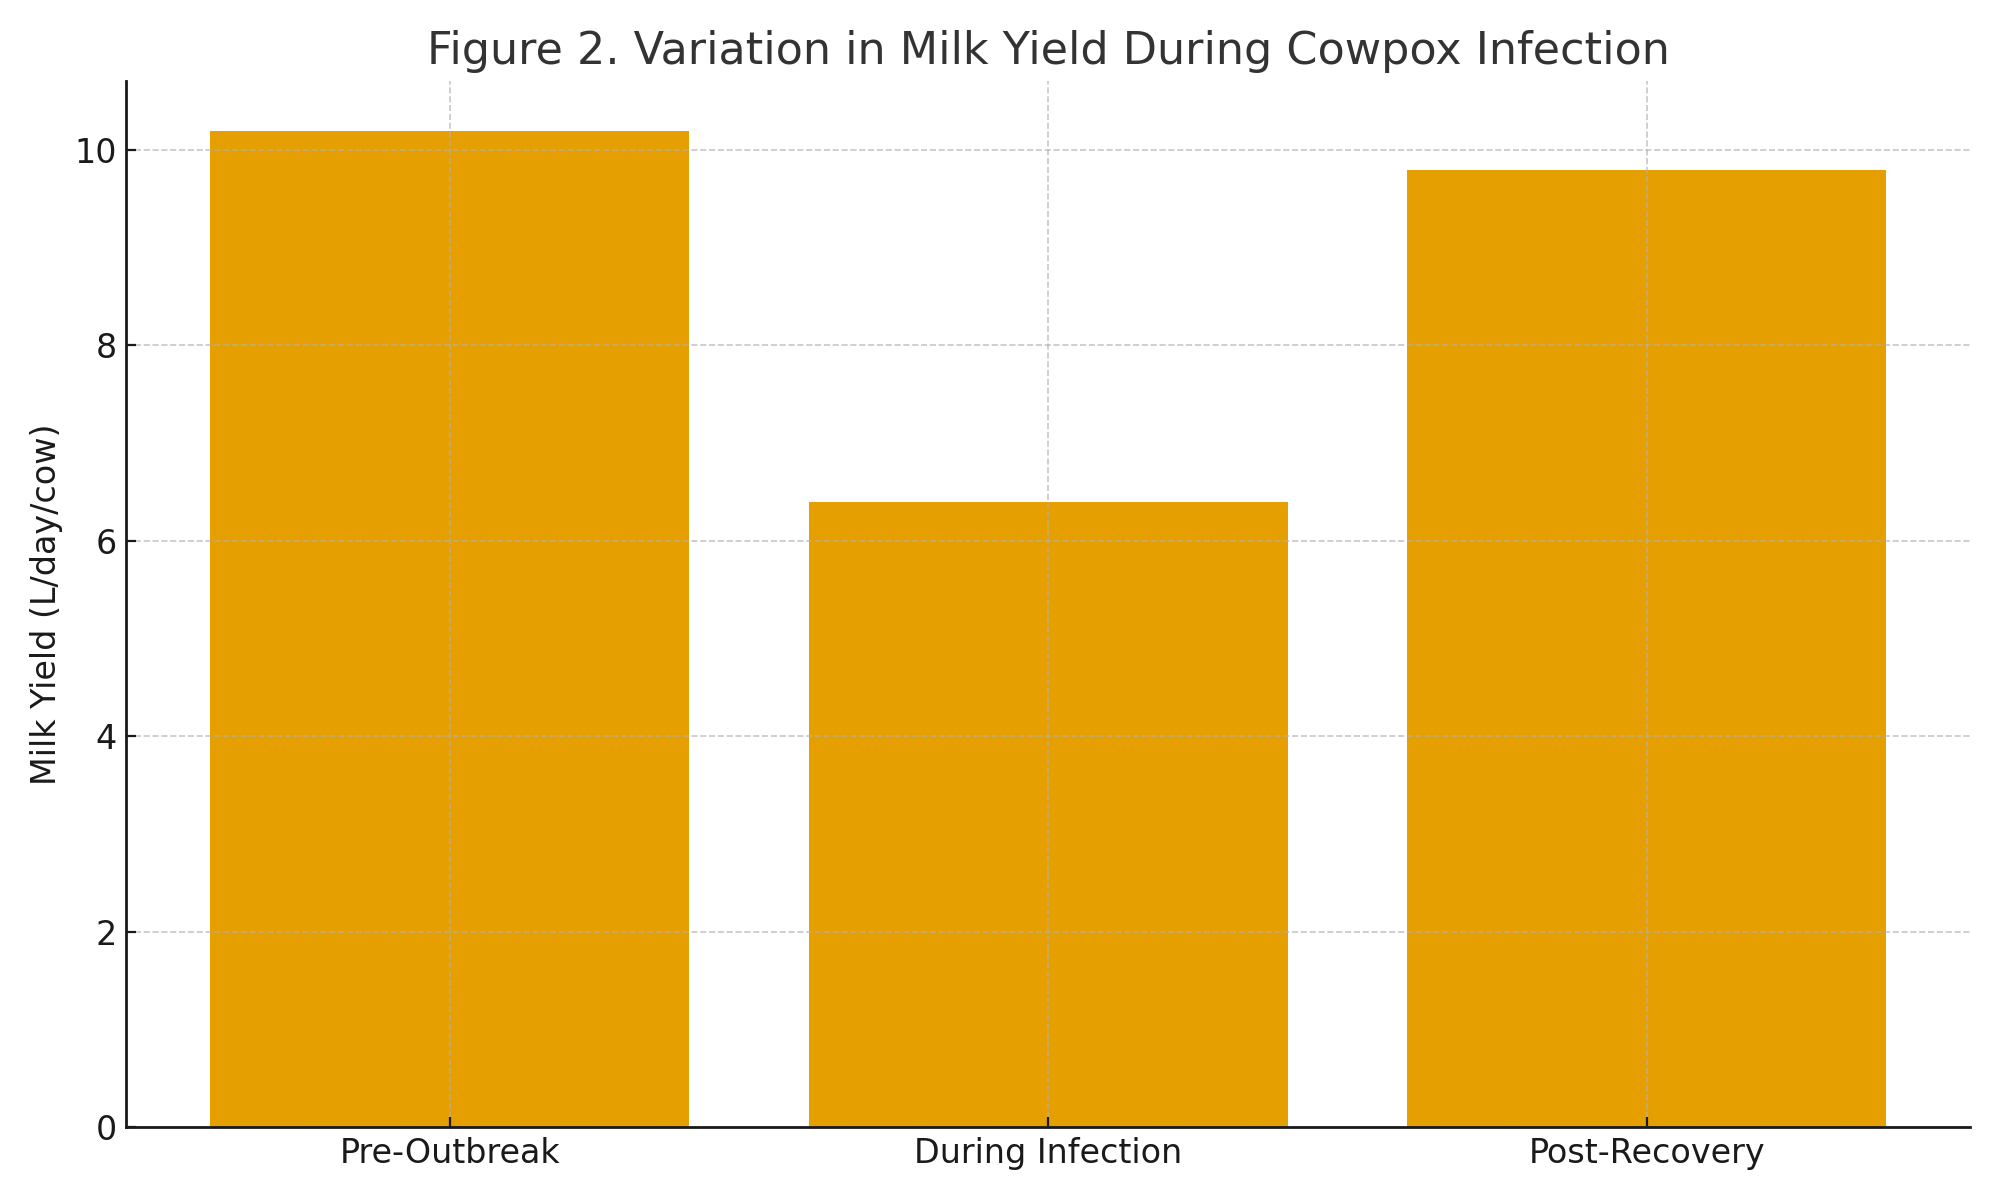 Figure 2. Variation in Milk Yield During Cowpox Infection
Milk Yield (L/day/cow)
10
8
6
4
2
0
Pre-Outbreak
During Infection
Post-Recovery